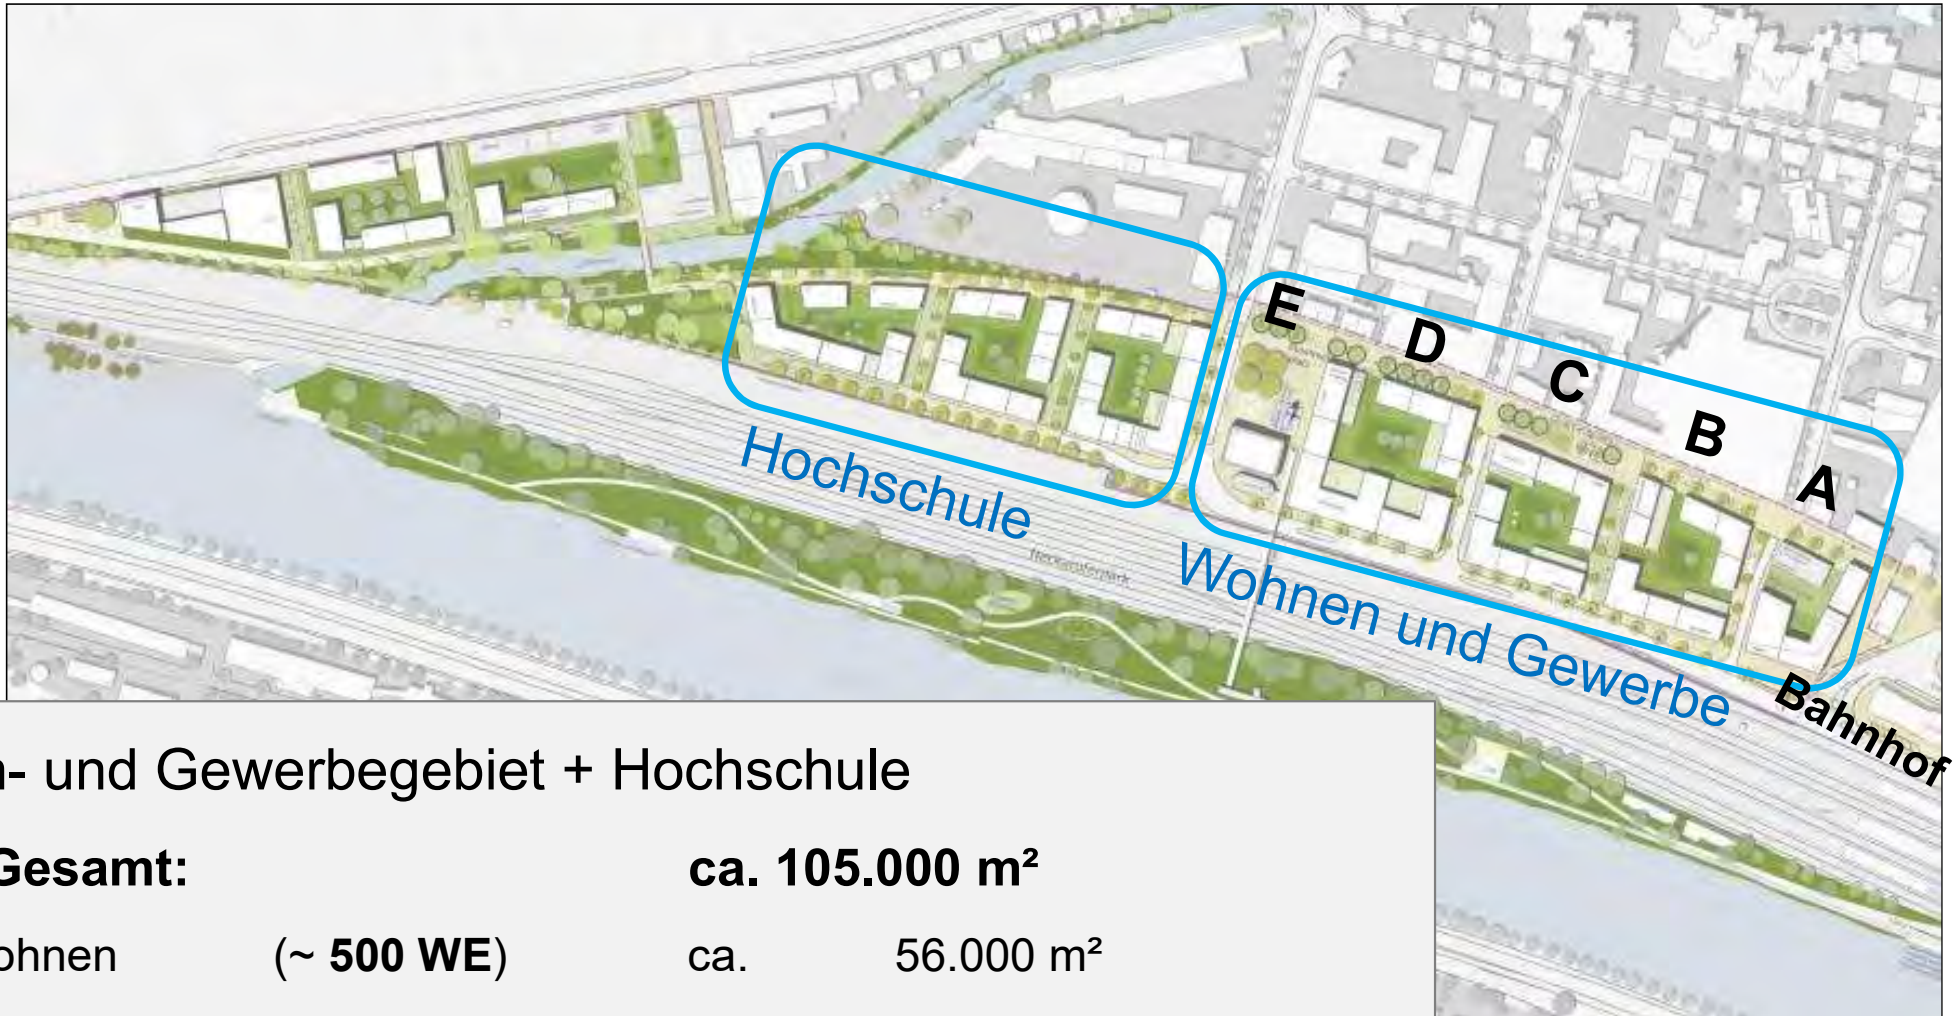 E
D
C
B
A
Hochschule
Neckaruferpark
Wohnen und Gewerbe
Bahnhof
- und Gewerbegebiet + Hochschule
Gesamt: ca. 105.000 m²
ohnen (~ 500 WE) ca. 56.000 m²